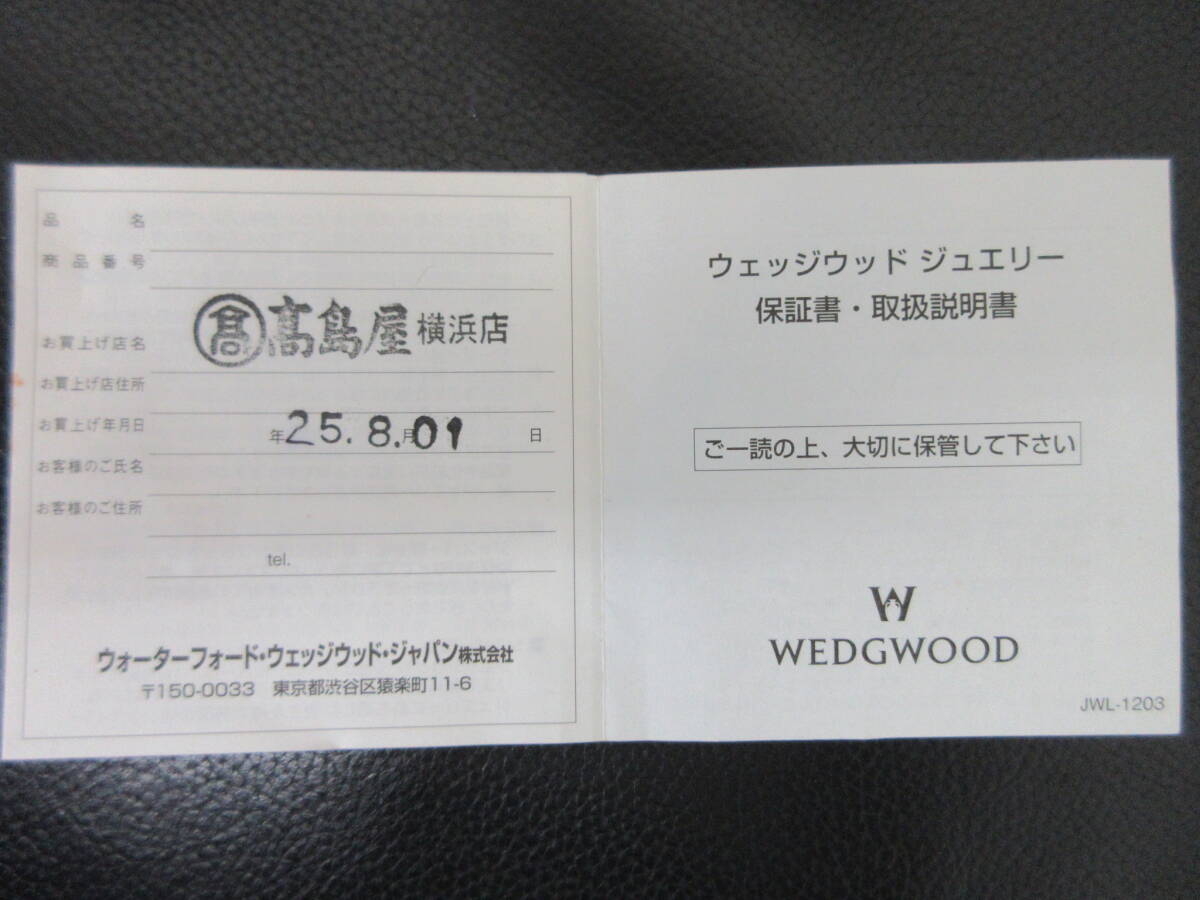 品 名
商品番号
お買上げ店名 髙 髙島屋 横浜店
お買上げ店住所
お買上げ年月日 年 25.8.月01 日
お客様のご氏名
お客様のご住所
tel.
ウォーターフォード・ウェッジウッド・ジャパン株式会社
〒150-0033 東京都渋谷区猿楽町11-6
ウェッジウッド ジュエリー
保証書・取扱説明書
ご一読の上、大切に保管して下さい
W
WEDGWOOD
JWL-1203